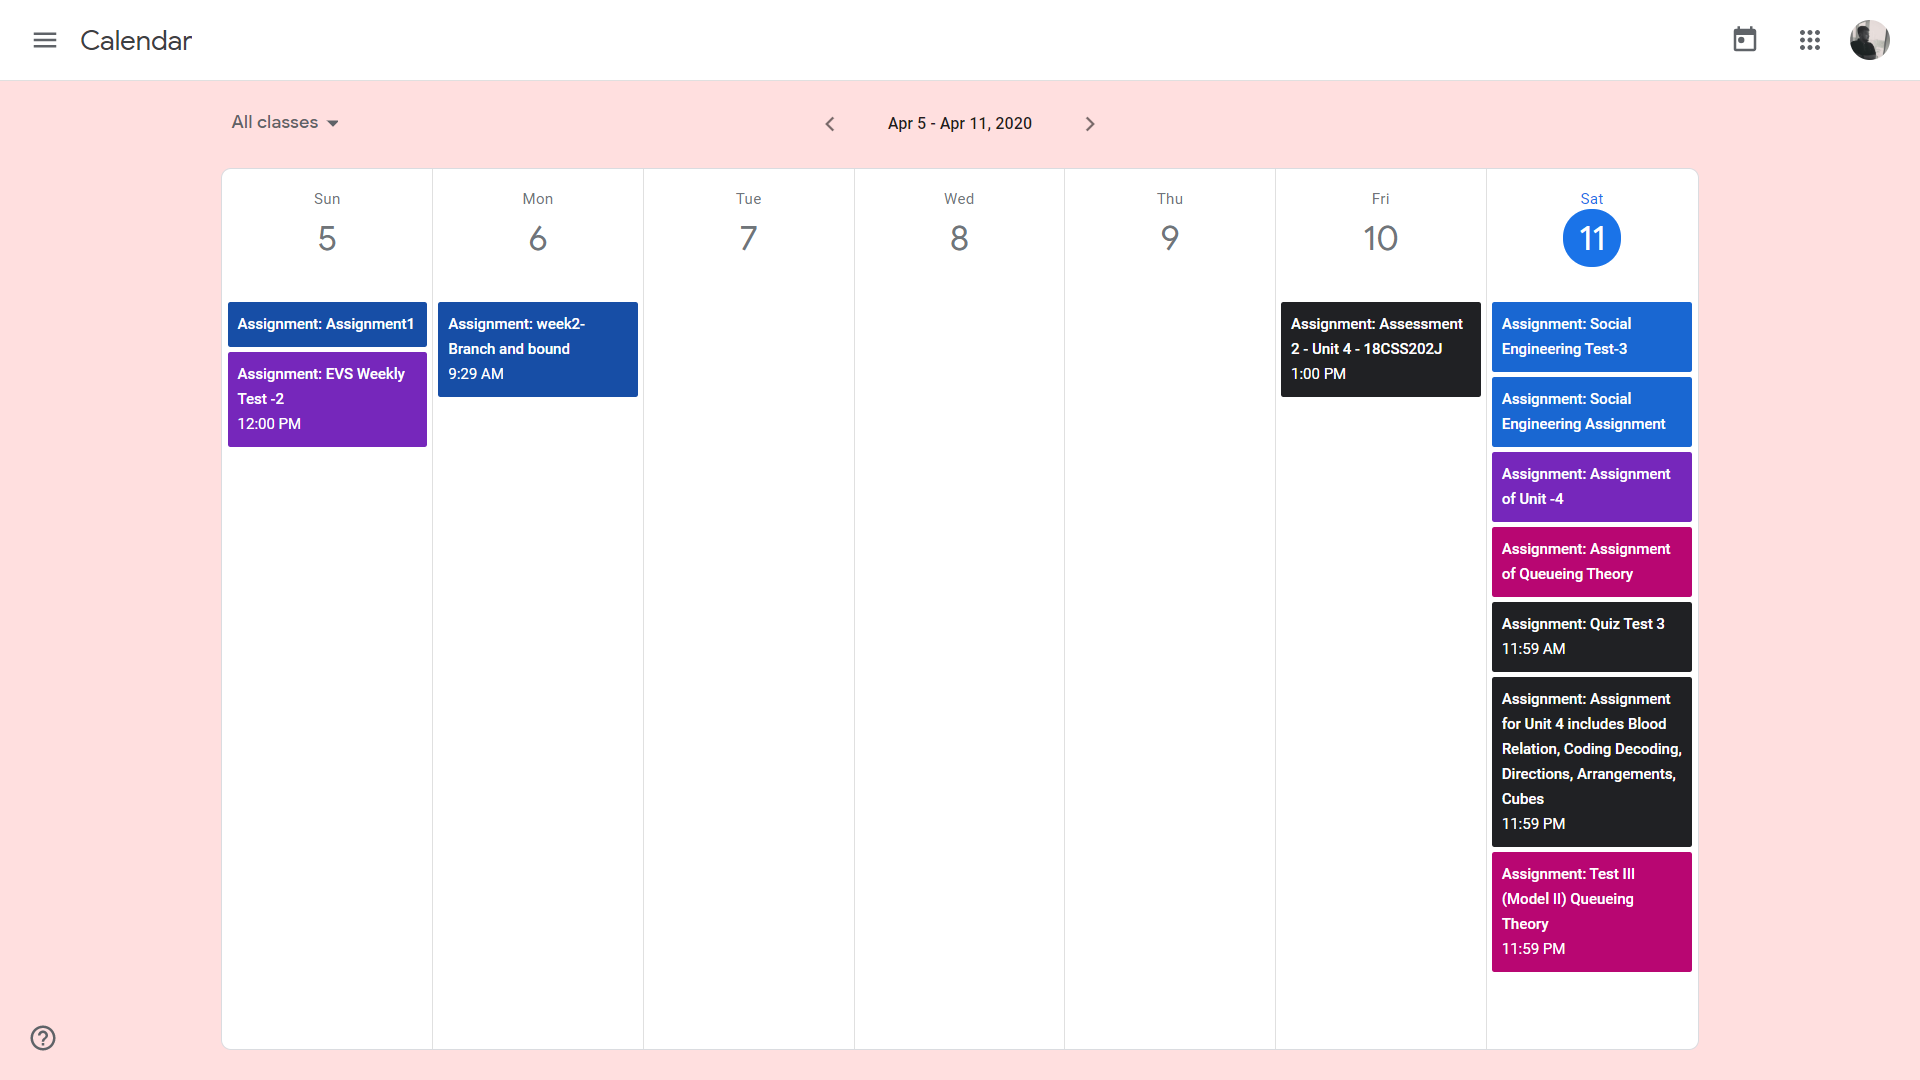 Calendar
All classes
Apr 5 - Apr 11, 2020
Sun
5
Assignment: Assignment1
Assignment: EVS Weekly
Test -2
12:00 PM
Mon
6
Assignment: week2-
Branch and bound
9:29 AM
Tue
7
Wed
8
Thu
9
Fri
10
Assignment: Assessment
2 - Unit 4 - 18CSS202J
1:00 PM
Sat
11
Assignment: Social
Engineering Test-3
Assignment: Social
Engineering Assignment
Assignment: Assignment
of Unit -4
Assignment: Assignment
of Queueing Theory
Assignment: Quiz Test 3
11:59 AM
Assignment: Assignment
for Unit 4 includes Blood
Relation, Coding Decoding,
Directions, Arrangements,
Cubes
11:59 PM
Assignment: Test III
(Model II) Queueing
Theory
11:59 PM